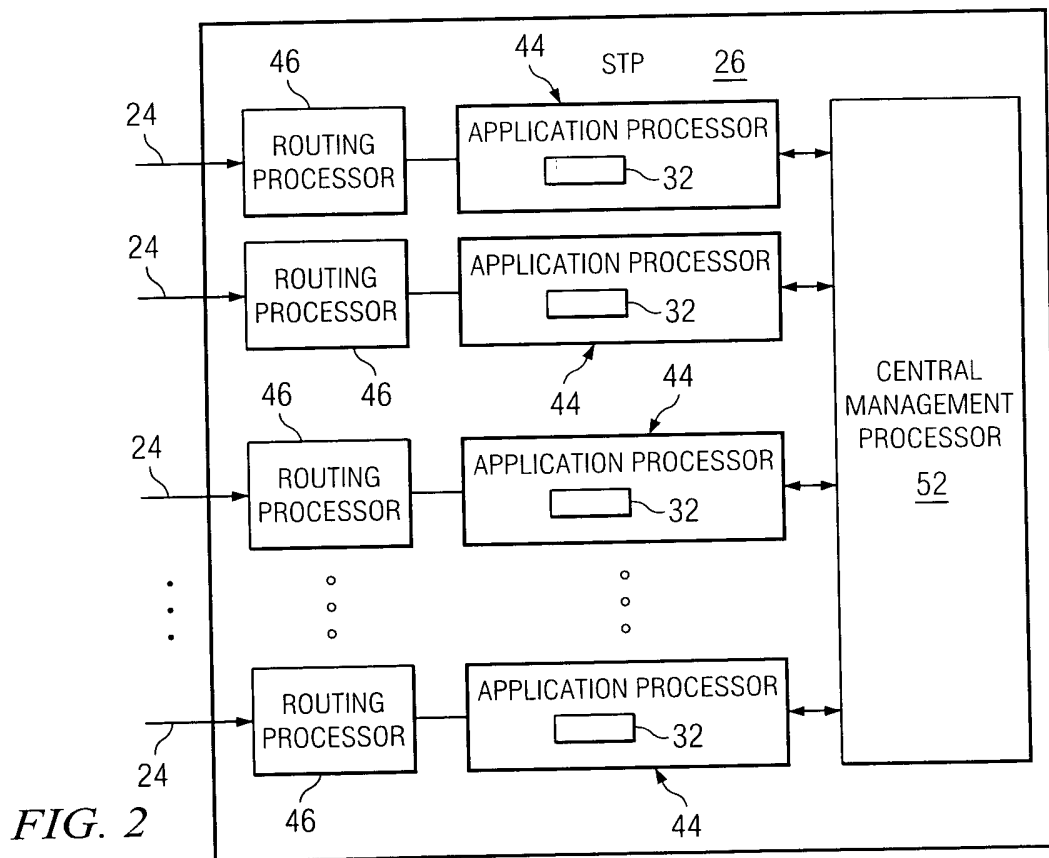 STP 26
44
46
24
ROUTING
PROCESSOR
APPLICATION PROCESSOR
32
24
ROUTING
PROCESSOR
APPLICATION PROCESSOR
32
46
44
44
46
24
ROUTING
PROCESSOR
APPLICATION PROCESSOR
32
CENTRAL
MANAGEMENT
PROCESSOR
52
ROUTING
PROCESSOR
APPLICATION PROCESSOR
32
24
46
44
FIG. 2